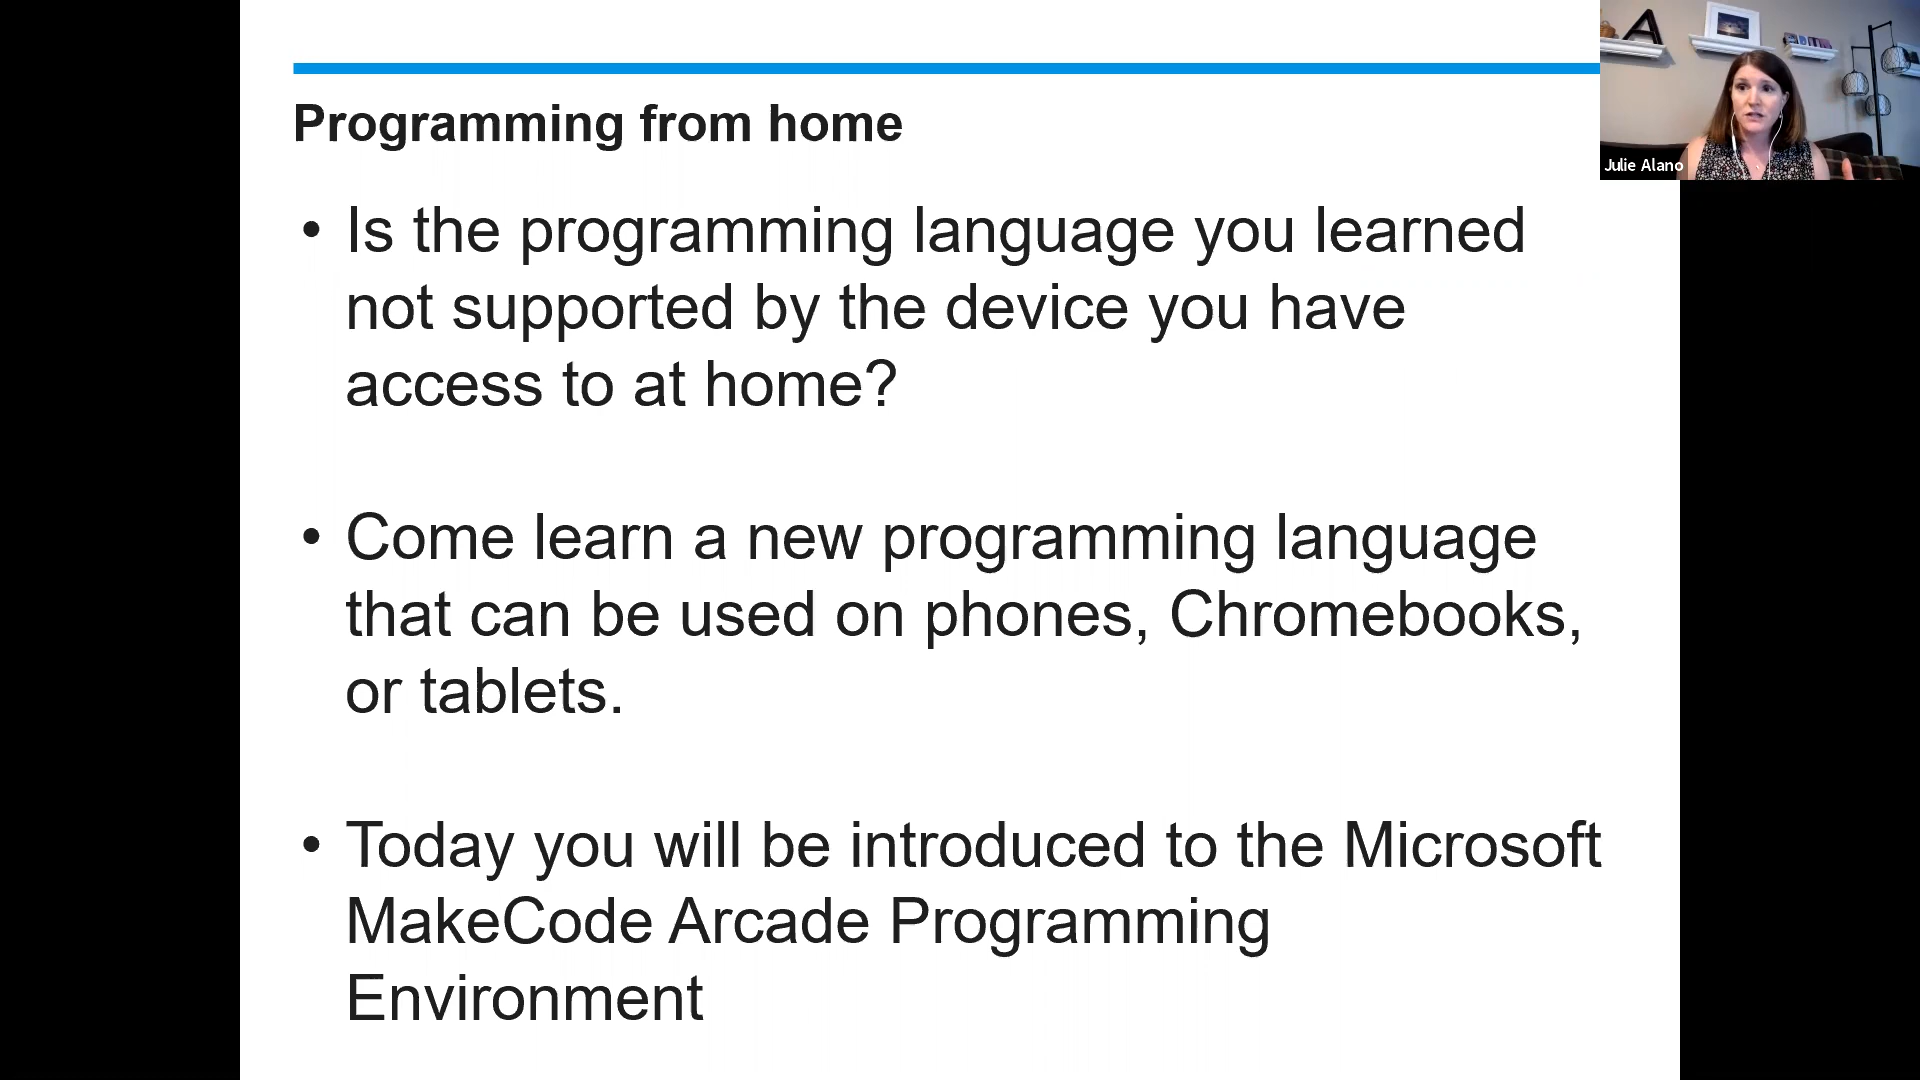 Programming from home
• Is the programming language you learned
not supported by the device you have
access to at home?
• Come learn a new programming language
that can be used on phones, Chromebooks,
or tablets.
• Today you will be introduced to the Microsoft
MakeCode Arcade Programming
Environment
A
Julie Alano